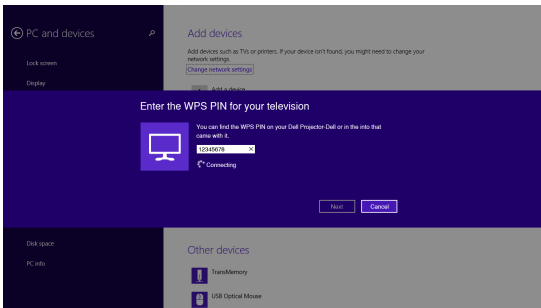 PC and devices
Lock screen
Display
Add devices
Add devices such as TVs or printers. If your device isn't found, you might need to change your
network settings.
Change network settings
Add a device
Enter the WPS PIN for your television
You can find the WPS PIN on your Dell Projector-Dell or in the into that
came with it.
12345678
Connecting
Next
Cancel
Disk space
PC info
Other devices
TransMemory
USB Optical Mouse